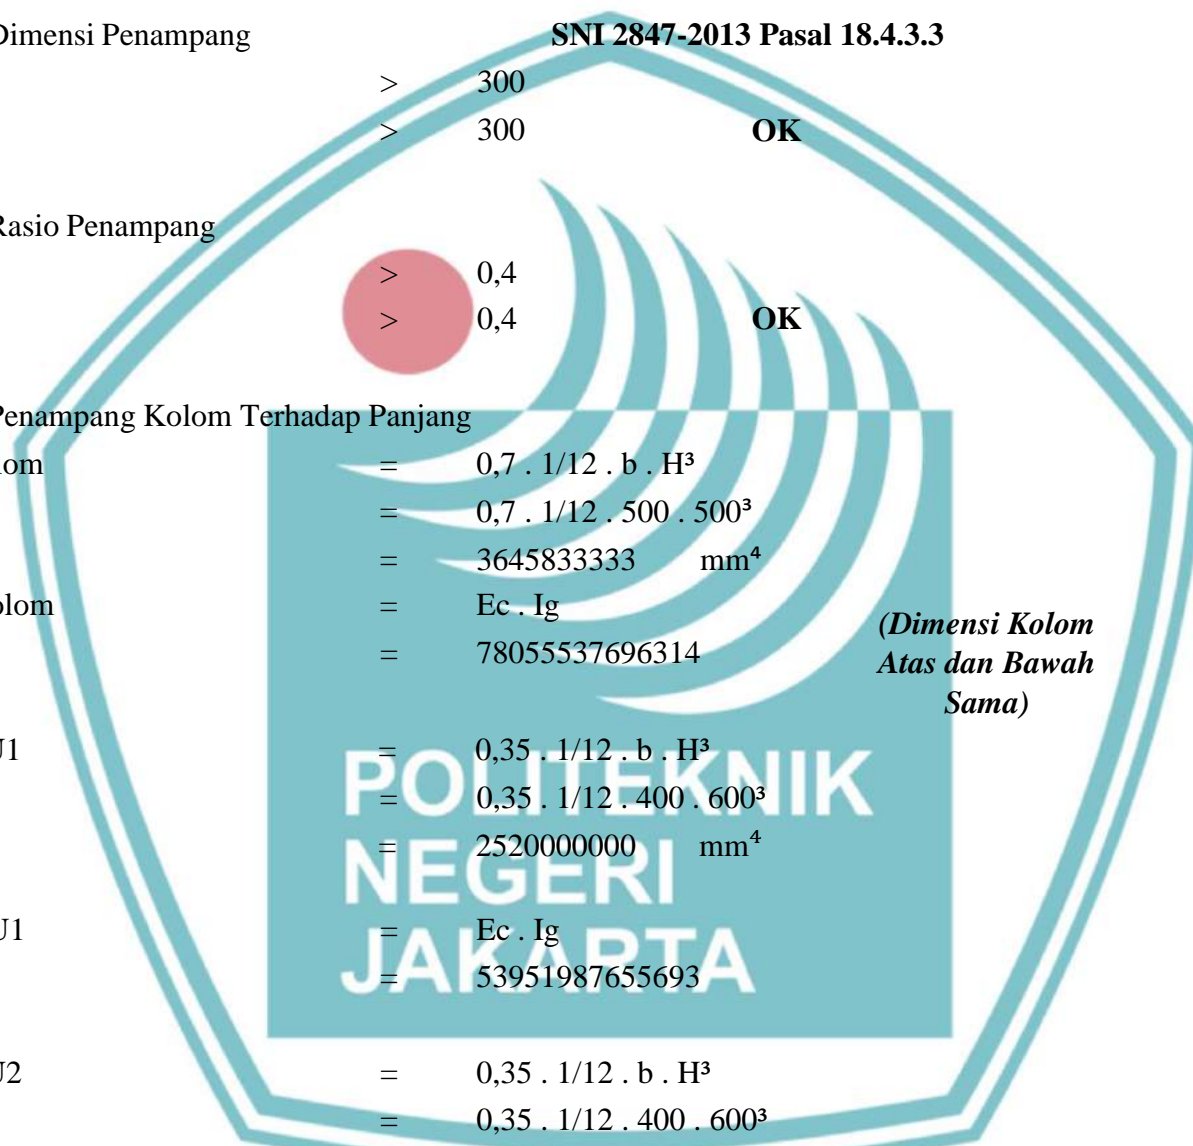 Dimensi Penampang SNI 2847-2013 Pasal 18.4.3.3
> 300
> 300 OK
Rasio Penampang
> 0,4
> 0,4 OK
Penampang Kolom Terhadap Panjang
lom = 0,7 . 1/12 . b . H³
= 0,7 . 1/12 . 500 . 500³
= 3645833333 mm⁴
olom = Ec . Ig
= 78055537696314
(Dimensi Kolom
Atas dan Bawah
Sama)
U1 = 0,35 . 1/12 . b . H³
= 0,35 . 1/12 . 400 . 600³
= 2520000000 mm⁴
U1 = Ec . Ig
= 53951987655693
U2 = 0,35 . 1/12 . b . H³
= 0,35 . 1/12 . 400 . 600³
POLITEKNIK
NEGERI
JAKARTA